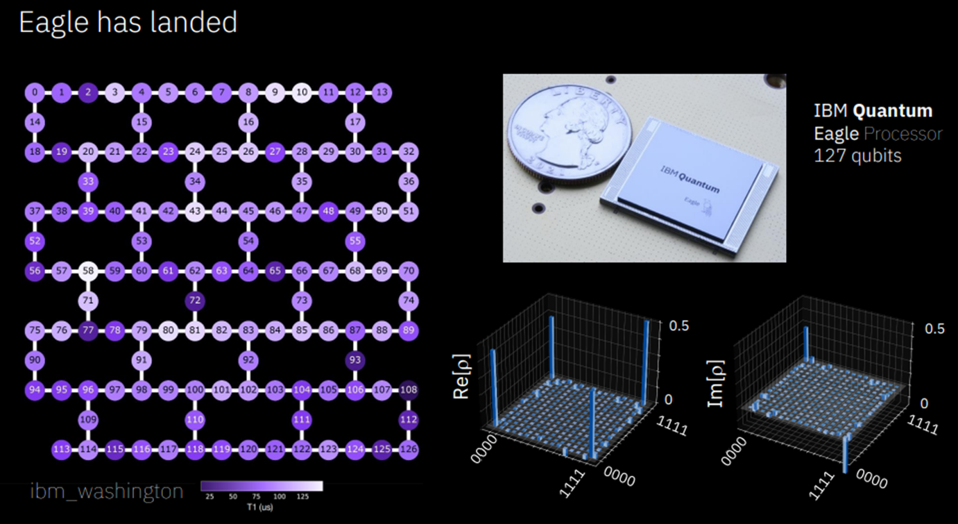 Eagle has landed
0 1 2 3 4 5 6 7 8 9 10 11 12 13
14 15 16 17
18 19 20 21 22 23 24 25 26 27 28 29 30 31 32
33 34 35 36
37 38 39 40 41 42 43 44 45 46 47 48 49 50 51
52 53 54 55
56 57 58 59 60 61 62 63 64 65 66 67 68 69 70
71 72 73 74
75 76 77 78 79 80 81 82 83 84 85 86 87 88 89
90 91 92 93
94 95 96 97 98 99 100 101 102 103 104 105 106 107 108
109 110 111 112
113 114 115 116 117 118 119 120 121 122 123 124 125 126
ibm_washington
25 50 75 100 125
T1 (us)
IBM Quantum
Eagle
IBM Quantum
Eagle Processor
127 qubits
Re[ρ]
0.5
0
0000
1111
0000
1111
Im[ρ]
0.5
0
0000
1111
0000
1111